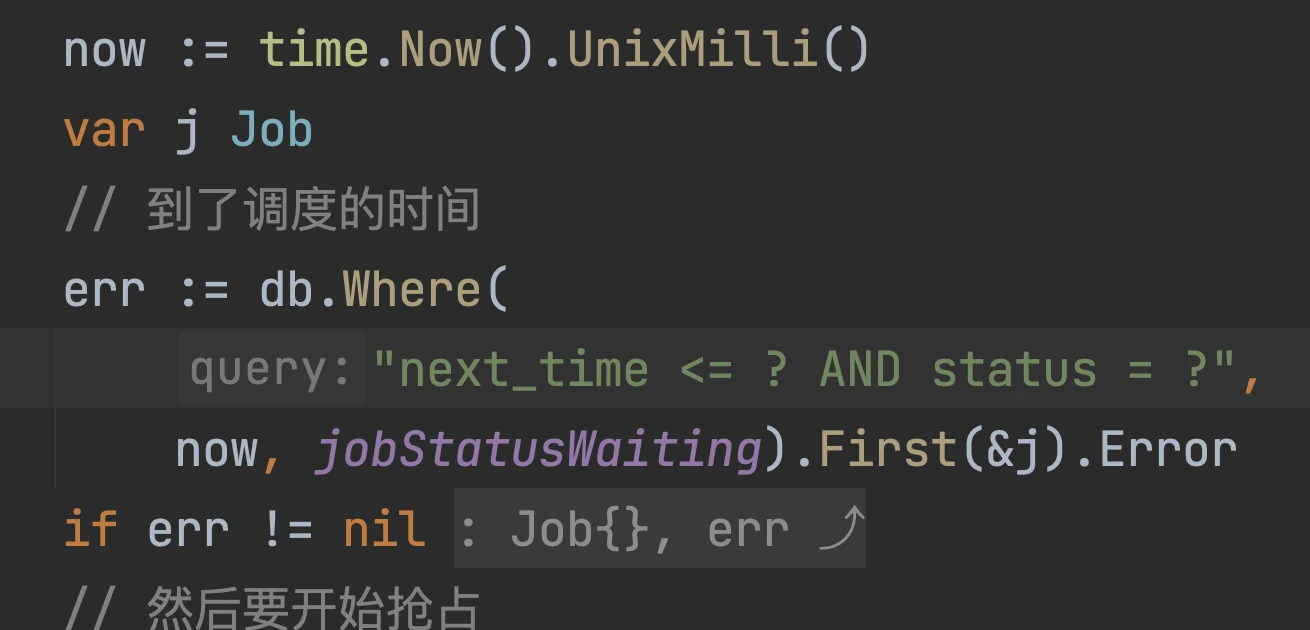 now := time.Now().UnixMilli()
var j Job
// 到了调度的时间
err := db.Where(
query: "next_time <= ? AND status = ?",
now, jobStatusWaiting).First(&j).Error
if err != nil : Job{}, err ⤴
// 然后要开始抢占